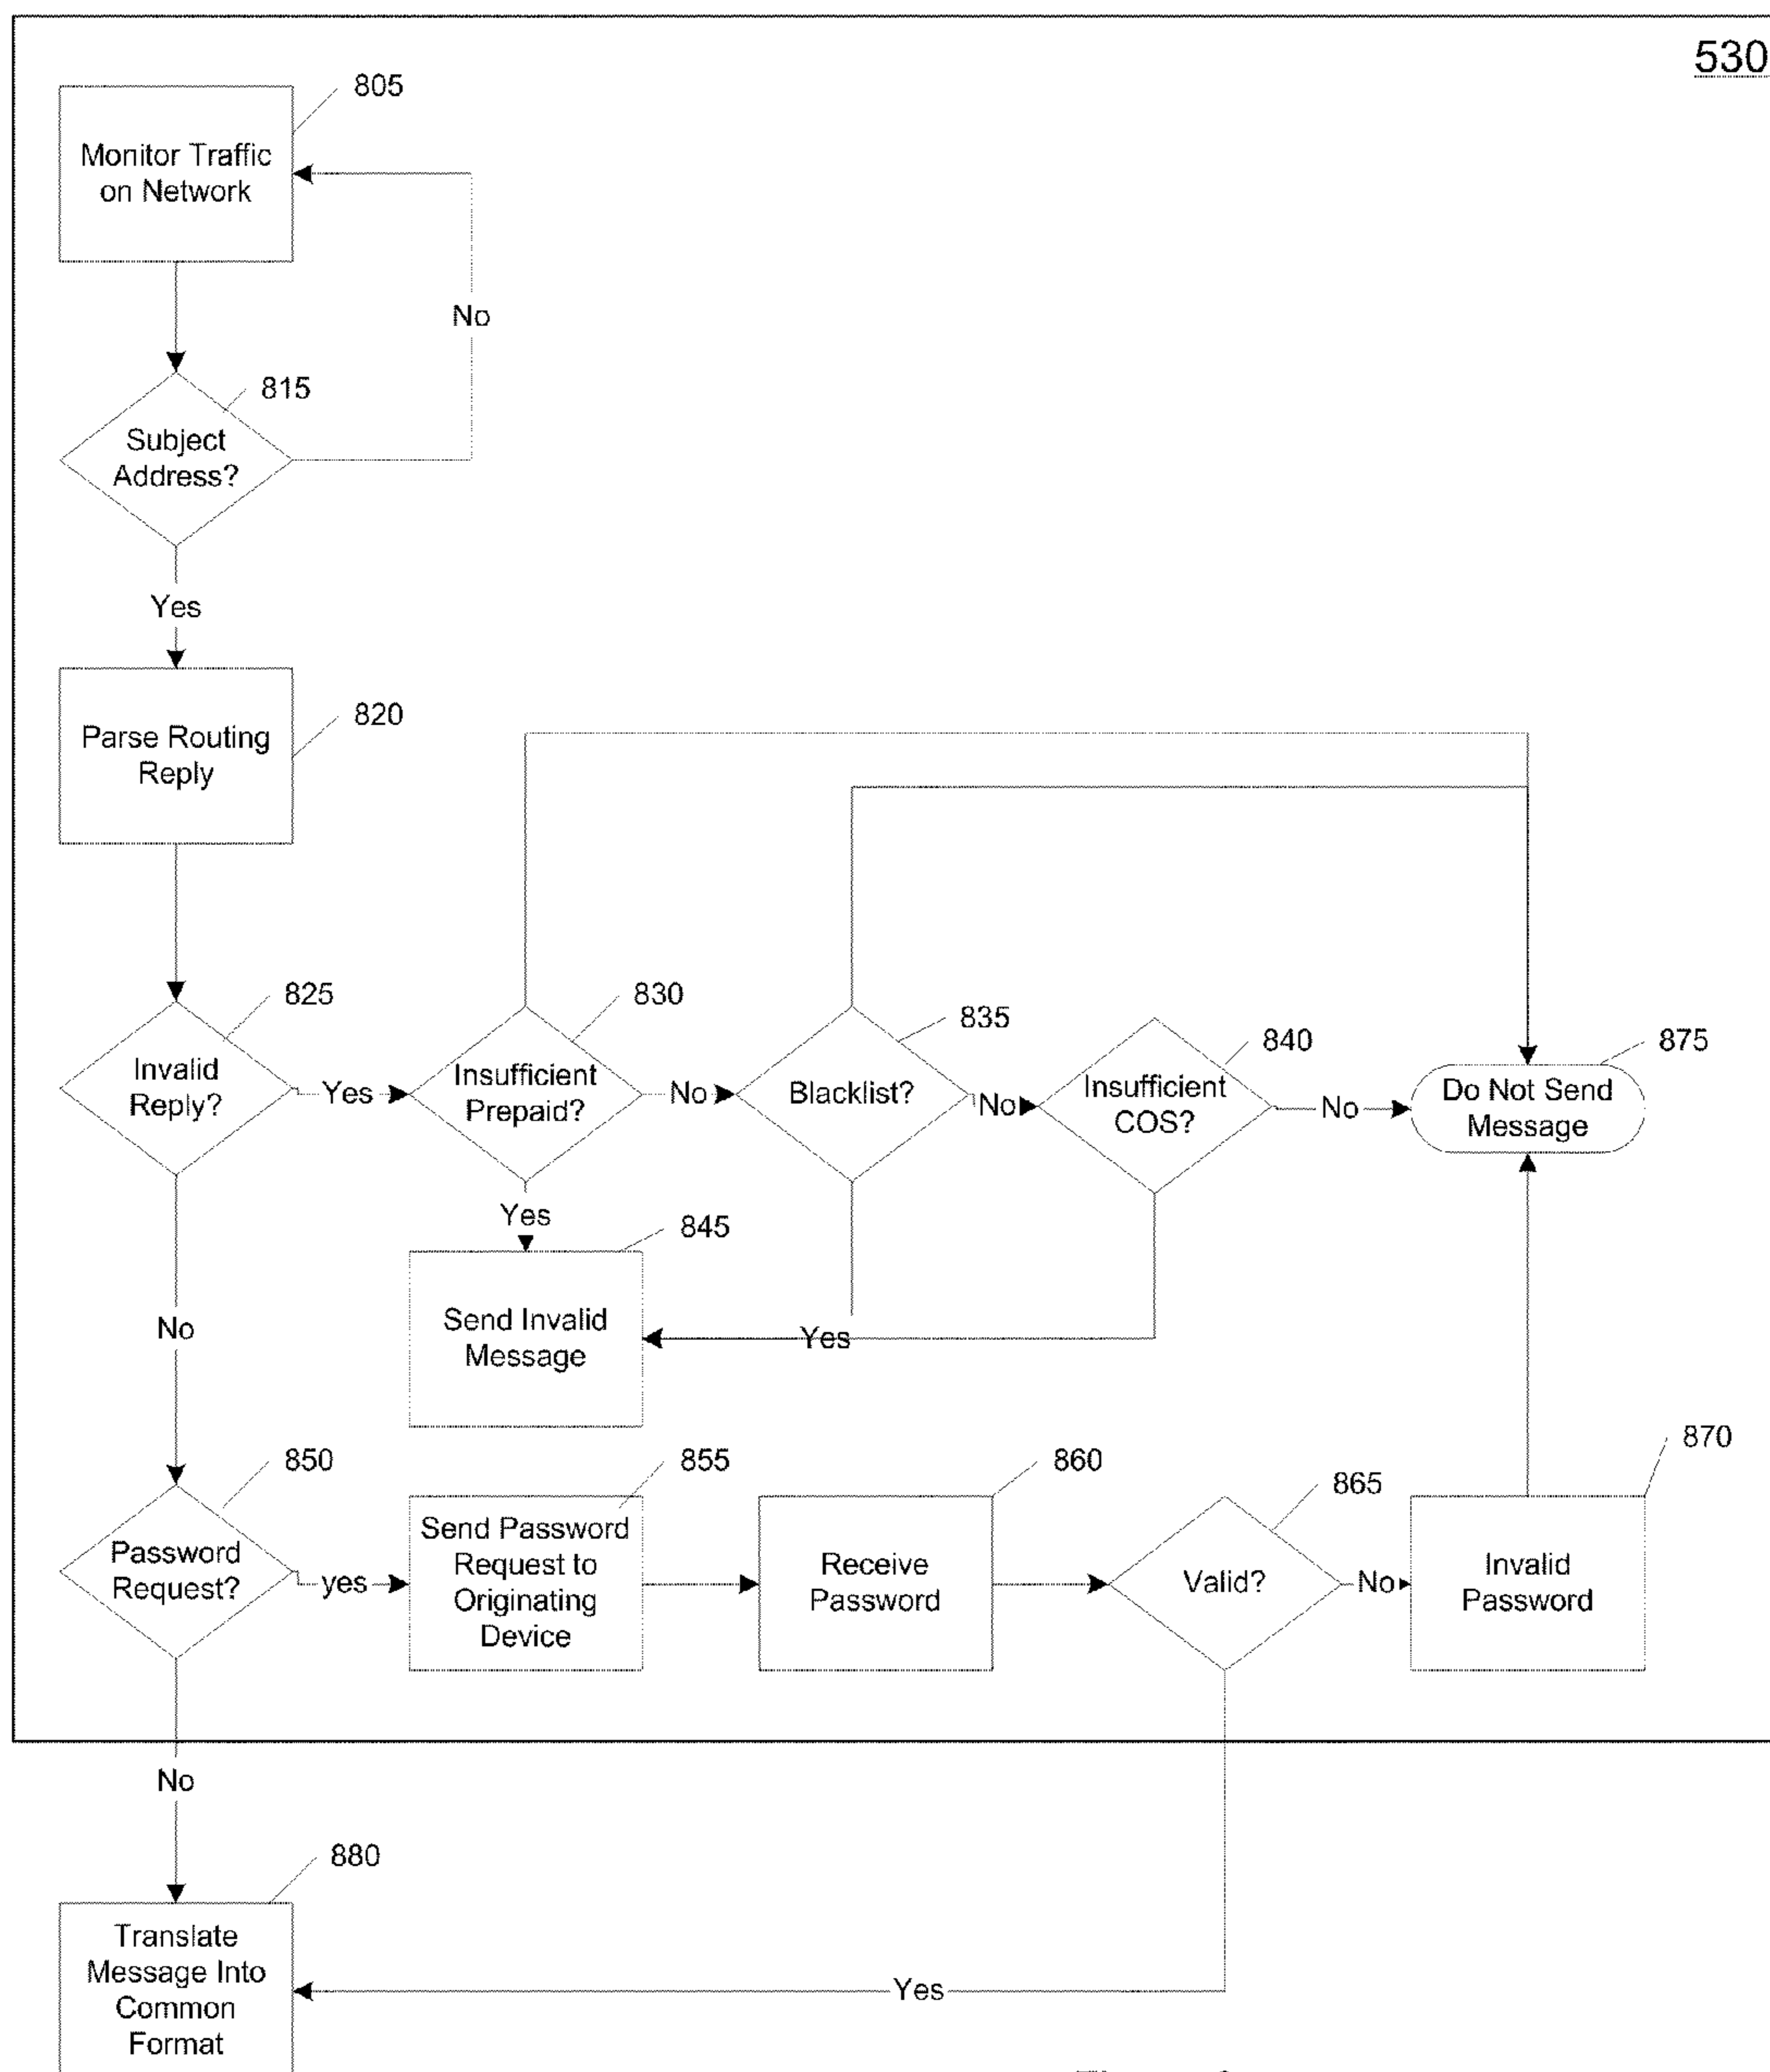 530
805
Monitor Traffic
on Network
No
815
Subject
Address?
Yes
820
Parse Routing
Reply
825
Invalid
Reply?
Yes
830
Insufficient
Prepaid?
No
835
Blacklist?
No
840
Insufficient
COS?
No
875
Do Not Send
Message
Yes
845
Send Invalid
Message
Yes
No
850
Password
Request?
yes
855
Send Password
Request to
Originating
Device
860
Receive
Password
865
Valid?
No
870
Invalid
Password
No
880
Translate
Message Into
Common
Format
Yes